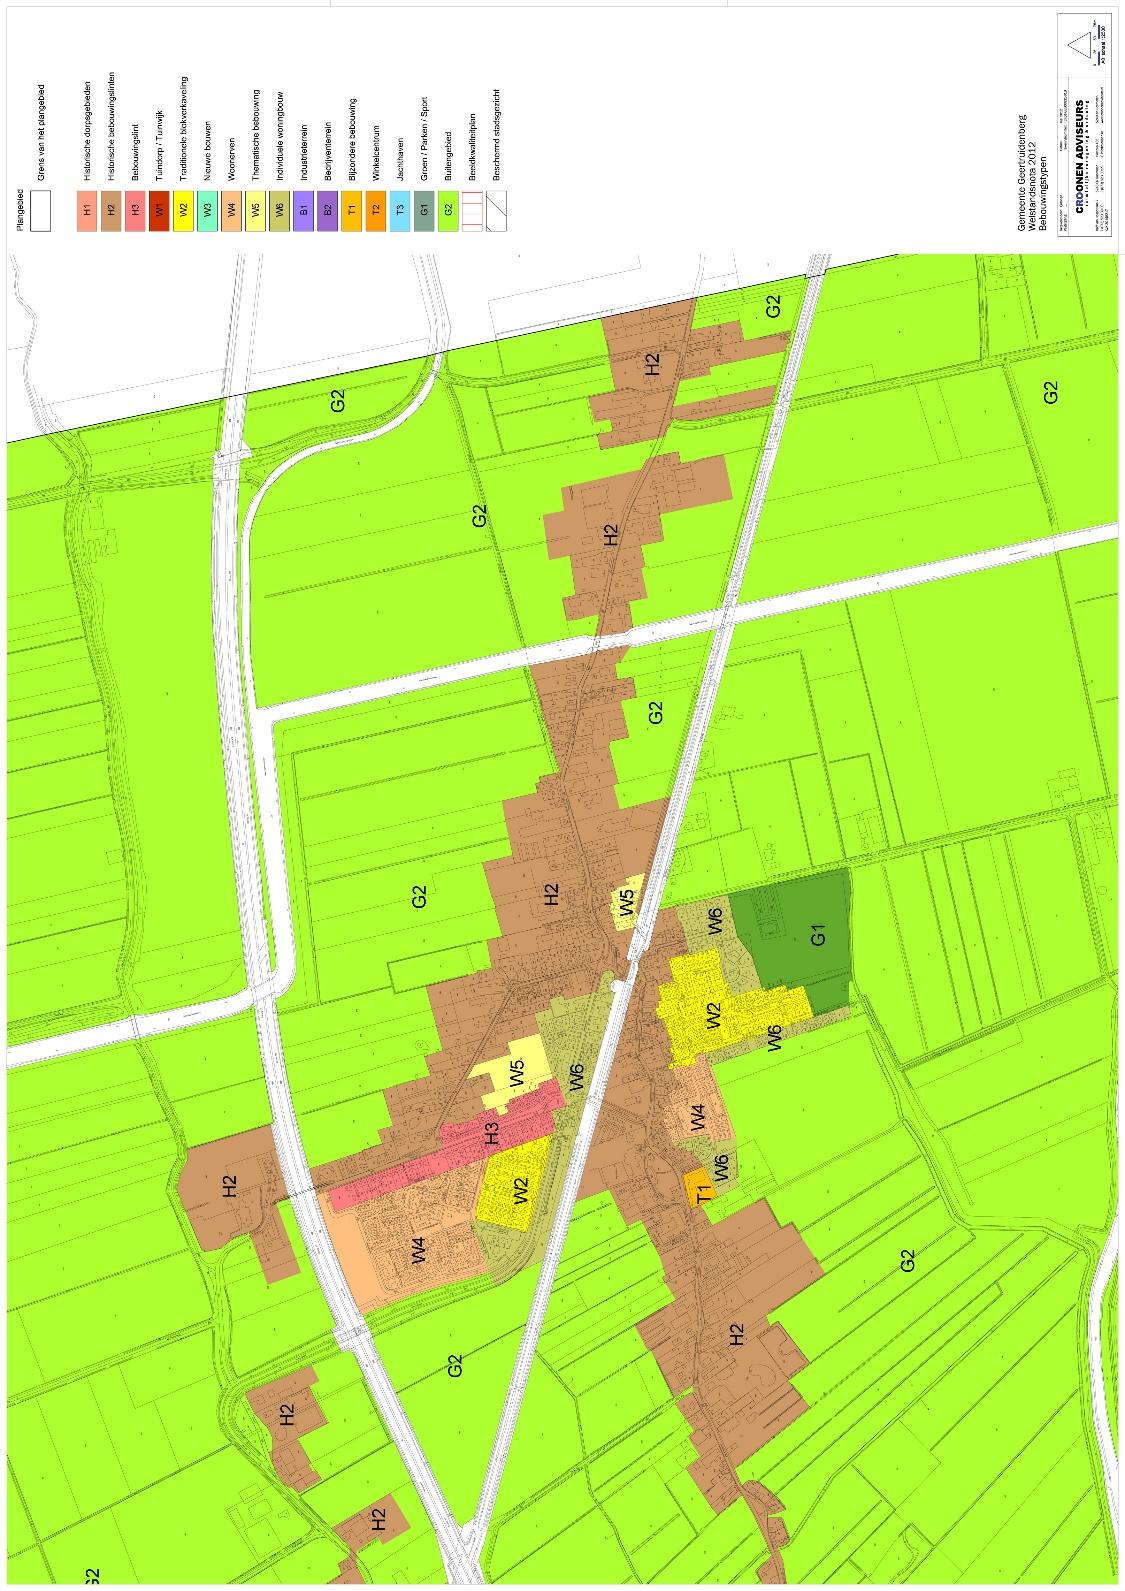 Plangebied
Grens van het plangebied
H1 Historische dorpsgebieden
H2 Historische bebouwingslinten
H3 Bebouwingslint
W1 Tuindorp / Tuinwijk
W2 Traditionele blokverkaveling
W3 Nieuwe bouwen
W4 Woonerven
W5 Thematische bebouwing
W6 Individuele woningbouw
B1 Industrieterrein
B2 Bedrijventerrein
T1 Bijzondere bebouwing
T2 Winkelcentrum
T3 Jachthaven
G1 Groen / Parken / Sport
G2 Buitengebied
Beeldkwaliteitplan
Beschermd stadsgezicht
Gemeente Geertruidenberg
Welstandsnota 2012
Bebouwingstypen
CROONEN ADVISEURS
G2
H2
G2
G2
G2
H2
G2
G2
H2
W5
W6
G1
W2
W6
W5
W6
H3
W4
W6
T1
H2
W2
W4
G2
H2
G2
H2
H2
G2